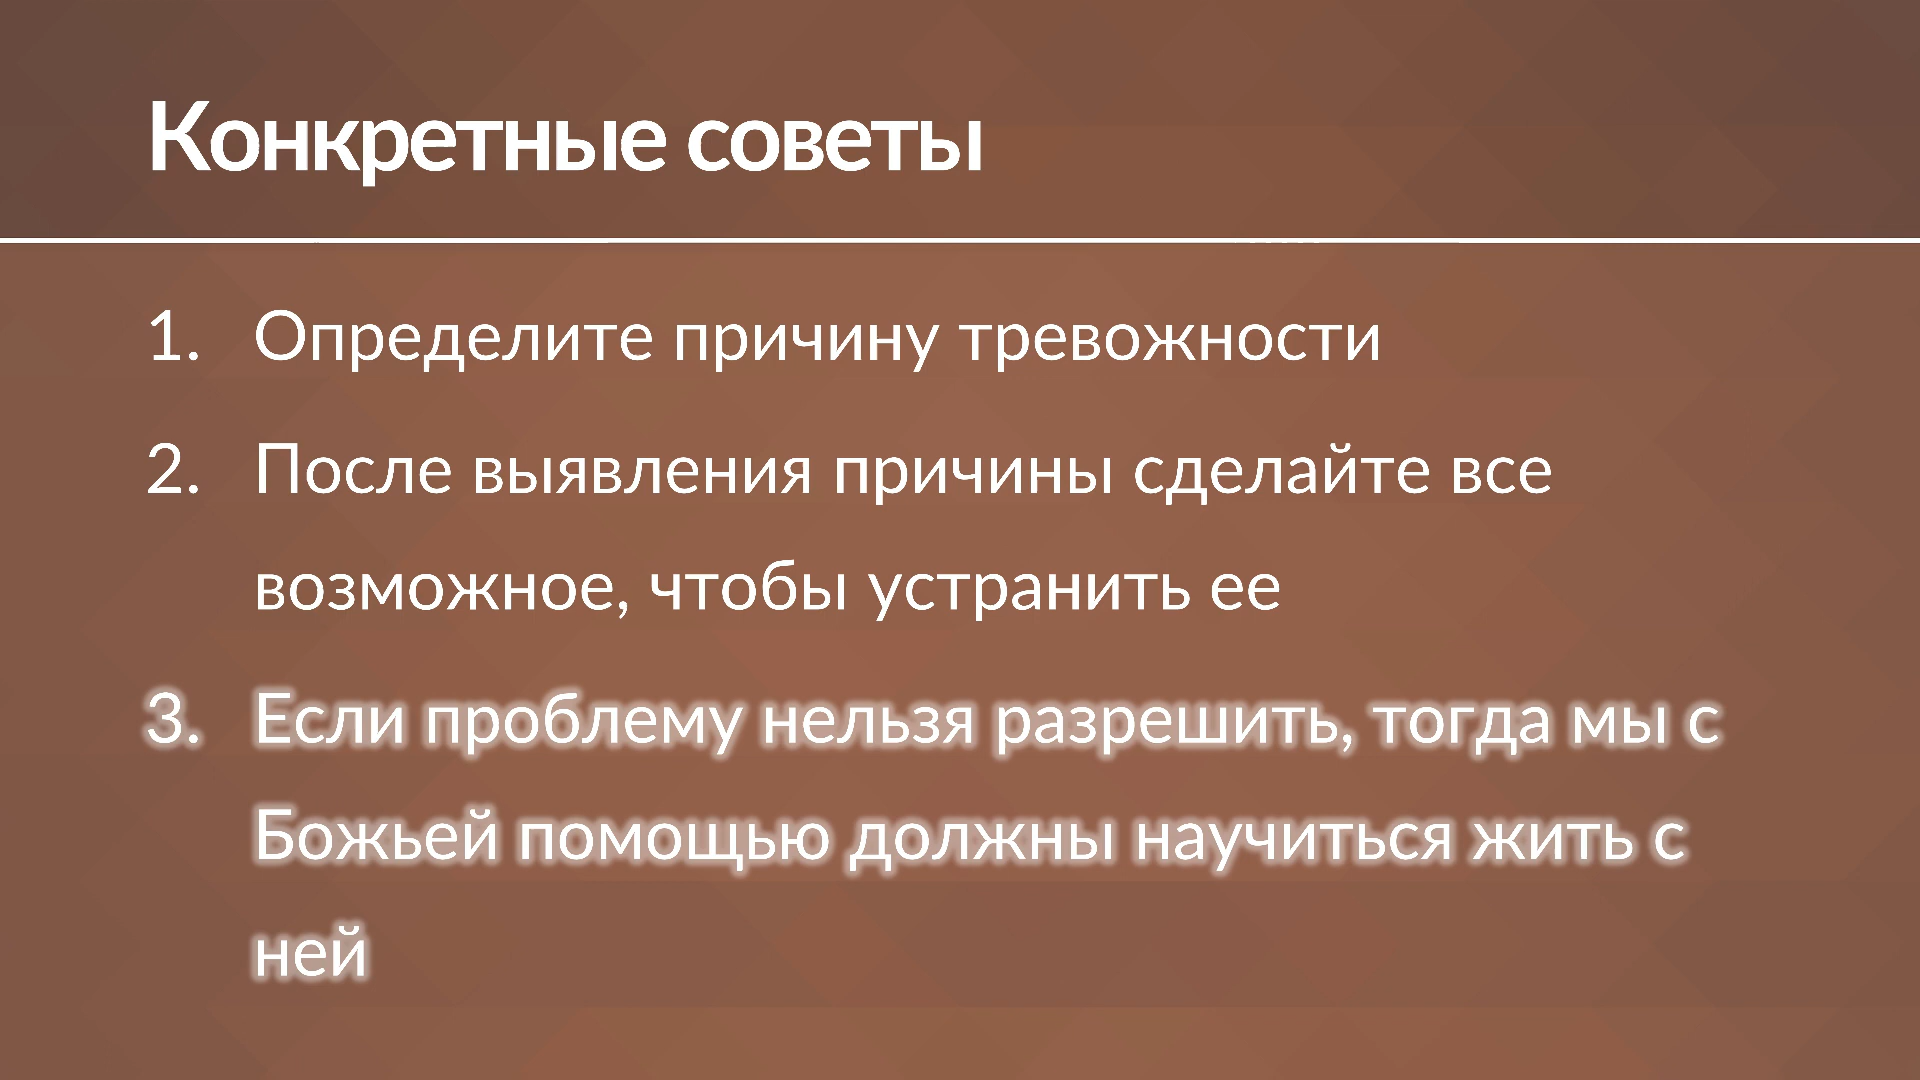 Конкретные советы
1. Определите причину тревожности
2. После выявления причины сделайте все
возможное, чтобы устранить ее
3. Если проблему нельзя разрешить, тогда мы с
Божьей помощью должны научиться жить с
ней